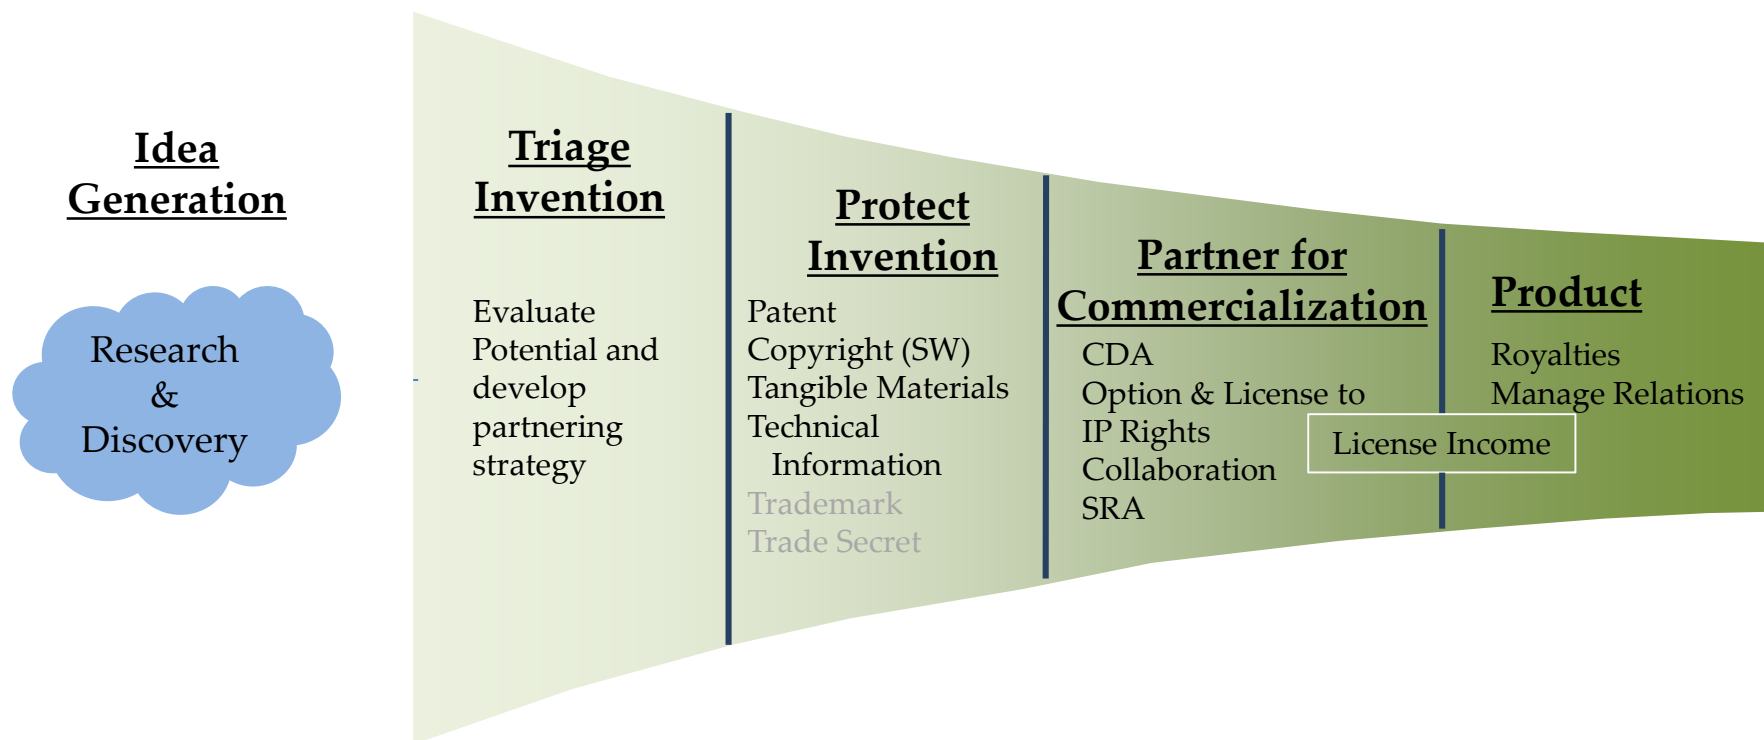 Idea
Generation
Research
&
Discovery
Triage
Invention
Evaluate
Potential and
develop
partnering
strategy
Protect
Invention
Patent
Copyright (SW)
Tangible Materials
Technical
Information
Trademark
Trade Secret
Partner for
Commercialization
CDA
Option & License to
IP Rights
Collaboration
SRA
License Income
Product
Royalties
Manage Relations